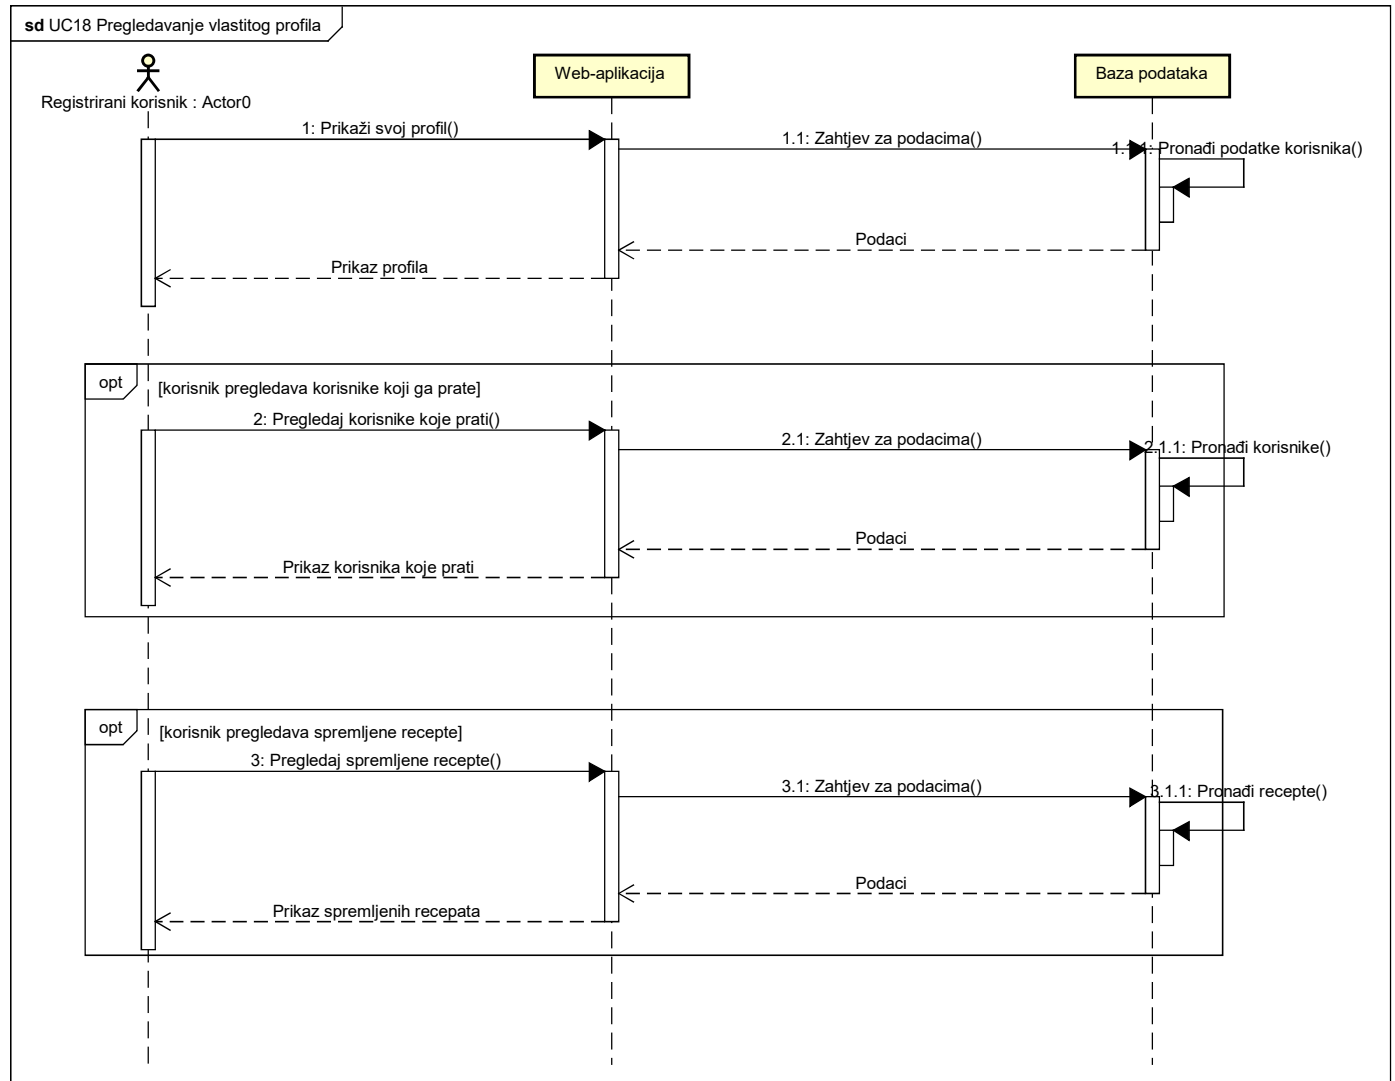 sd UC18 Pregledavanje vlastitog profila
Registrirani korisnik : Actor0
Web-aplikacija
Baza podataka
1: Prikaži svoj profil()
1.1: Zahtjev za podacima()
1.1.1: Pronađi podatke korisnika()
Podaci
Prikaz profila
opt
[korisnik pregledava korisnike koji ga prate]
2: Pregledaj korisnike koje prati()
2.1: Zahtjev za podacima()
2.1.1: Pronađi korisnike()
Podaci
Prikaz korisnika koje prati
opt
[korisnik pregledava spremljene recepte]
3: Pregledaj spremljene recepte()
3.1: Zahtjev za podacima()
3.1.1: Pronađi recepte()
Podaci
Prikaz spremljenih recepata